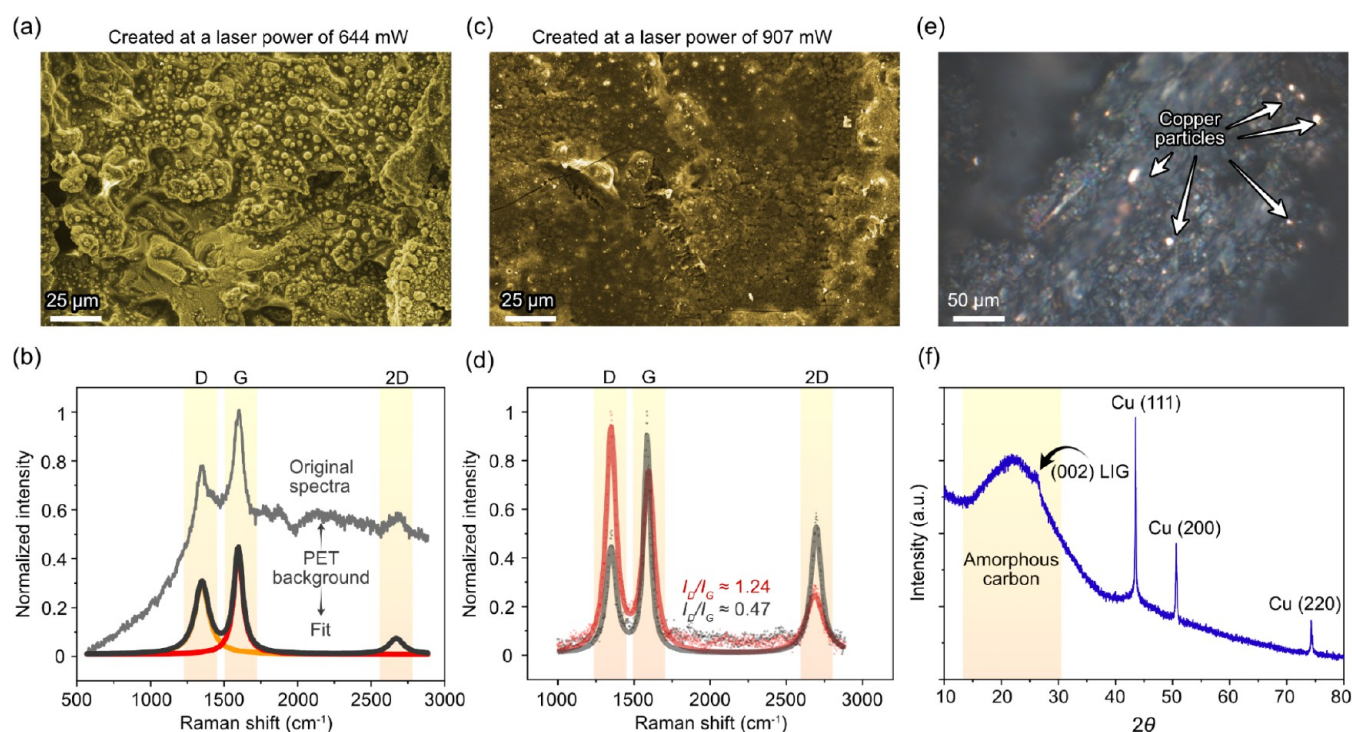 (a)
Created at a laser power of 644 mW
25 µm
(c)
Created at a laser power of 907 mW
25 µm
(e)
Copper
particles
50 µm
(b)
D
G
2D
Normalized intensity
1
0.8
0.6
0.4
0.2
0
Original
spectra
PET
background
Fit
500
1000
1500
2000
2500
3000
Raman shift (cm⁻¹)
(d)
D
G
2D
Normalized intensity
1
0.8
0.6
0.4
0.2
0
I_D/I_G ≈ 1.24
I_D/I_G ≈ 0.47
1000
1500
2000
2500
3000
Raman shift (cm⁻¹)
(f)
Intensity (a.u.)
Cu (111)
(002) LIG
Cu (200)
Amorphous
carbon
Cu (220)
10
20
30
40
50
60
70
80
2θ